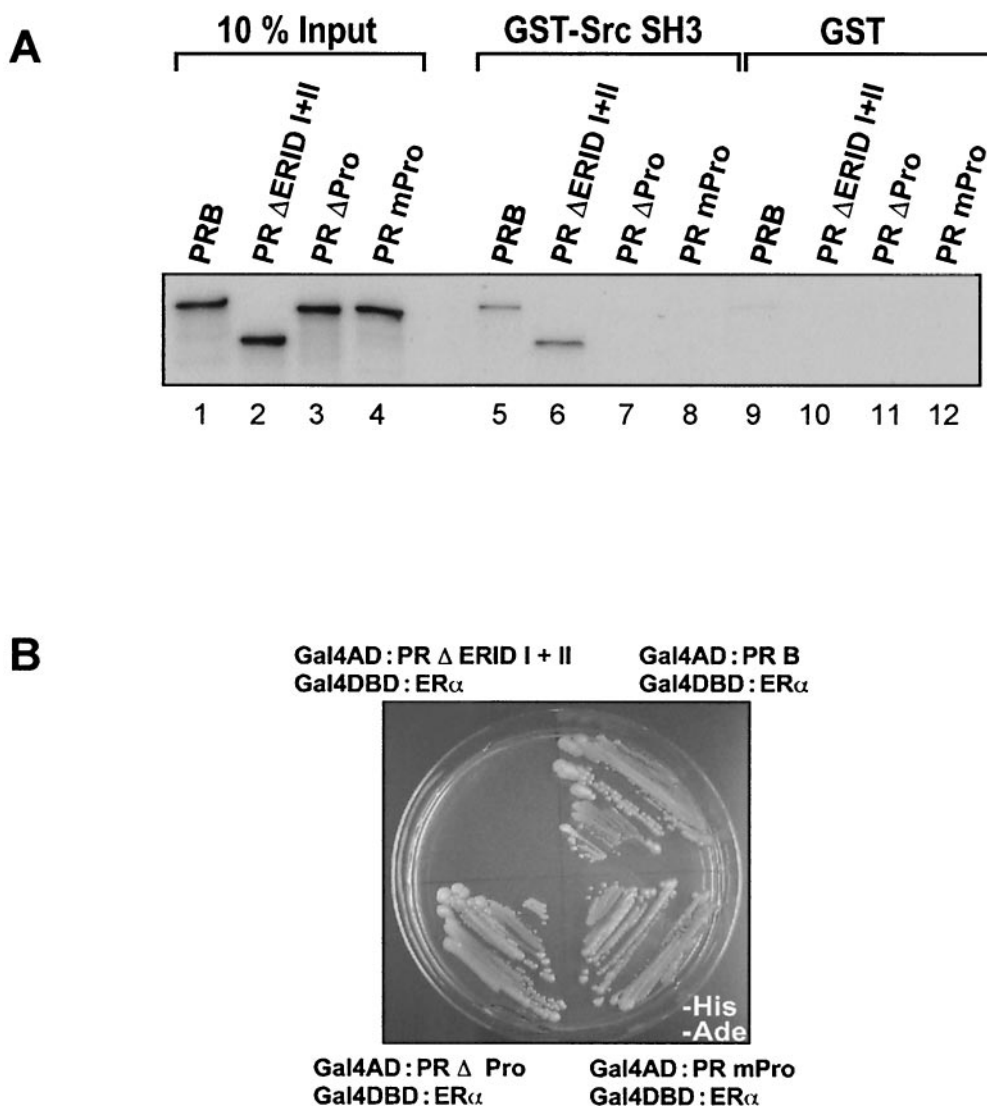 A
10 % Input
GST-Src SH3
GST
PRB
PR ΔERID I+II
PR ΔPro
PR mPro
PRB
PR ΔERID I+II
PR ΔPro
PR mPro
PRB
PR ΔERID I+II
PR ΔPro
PR mPro
1 2 3 4 5 6 7 8 9 10 11 12
B
Gal4AD:PR Δ ERID I + II
Gal4DBD:ERα
Gal4AD:PR B
Gal4DBD:ERα
-His
-Ade
Gal4AD:PR Δ Pro
Gal4DBD:ERα
Gal4AD:PR mPro
Gal4DBD:ERα